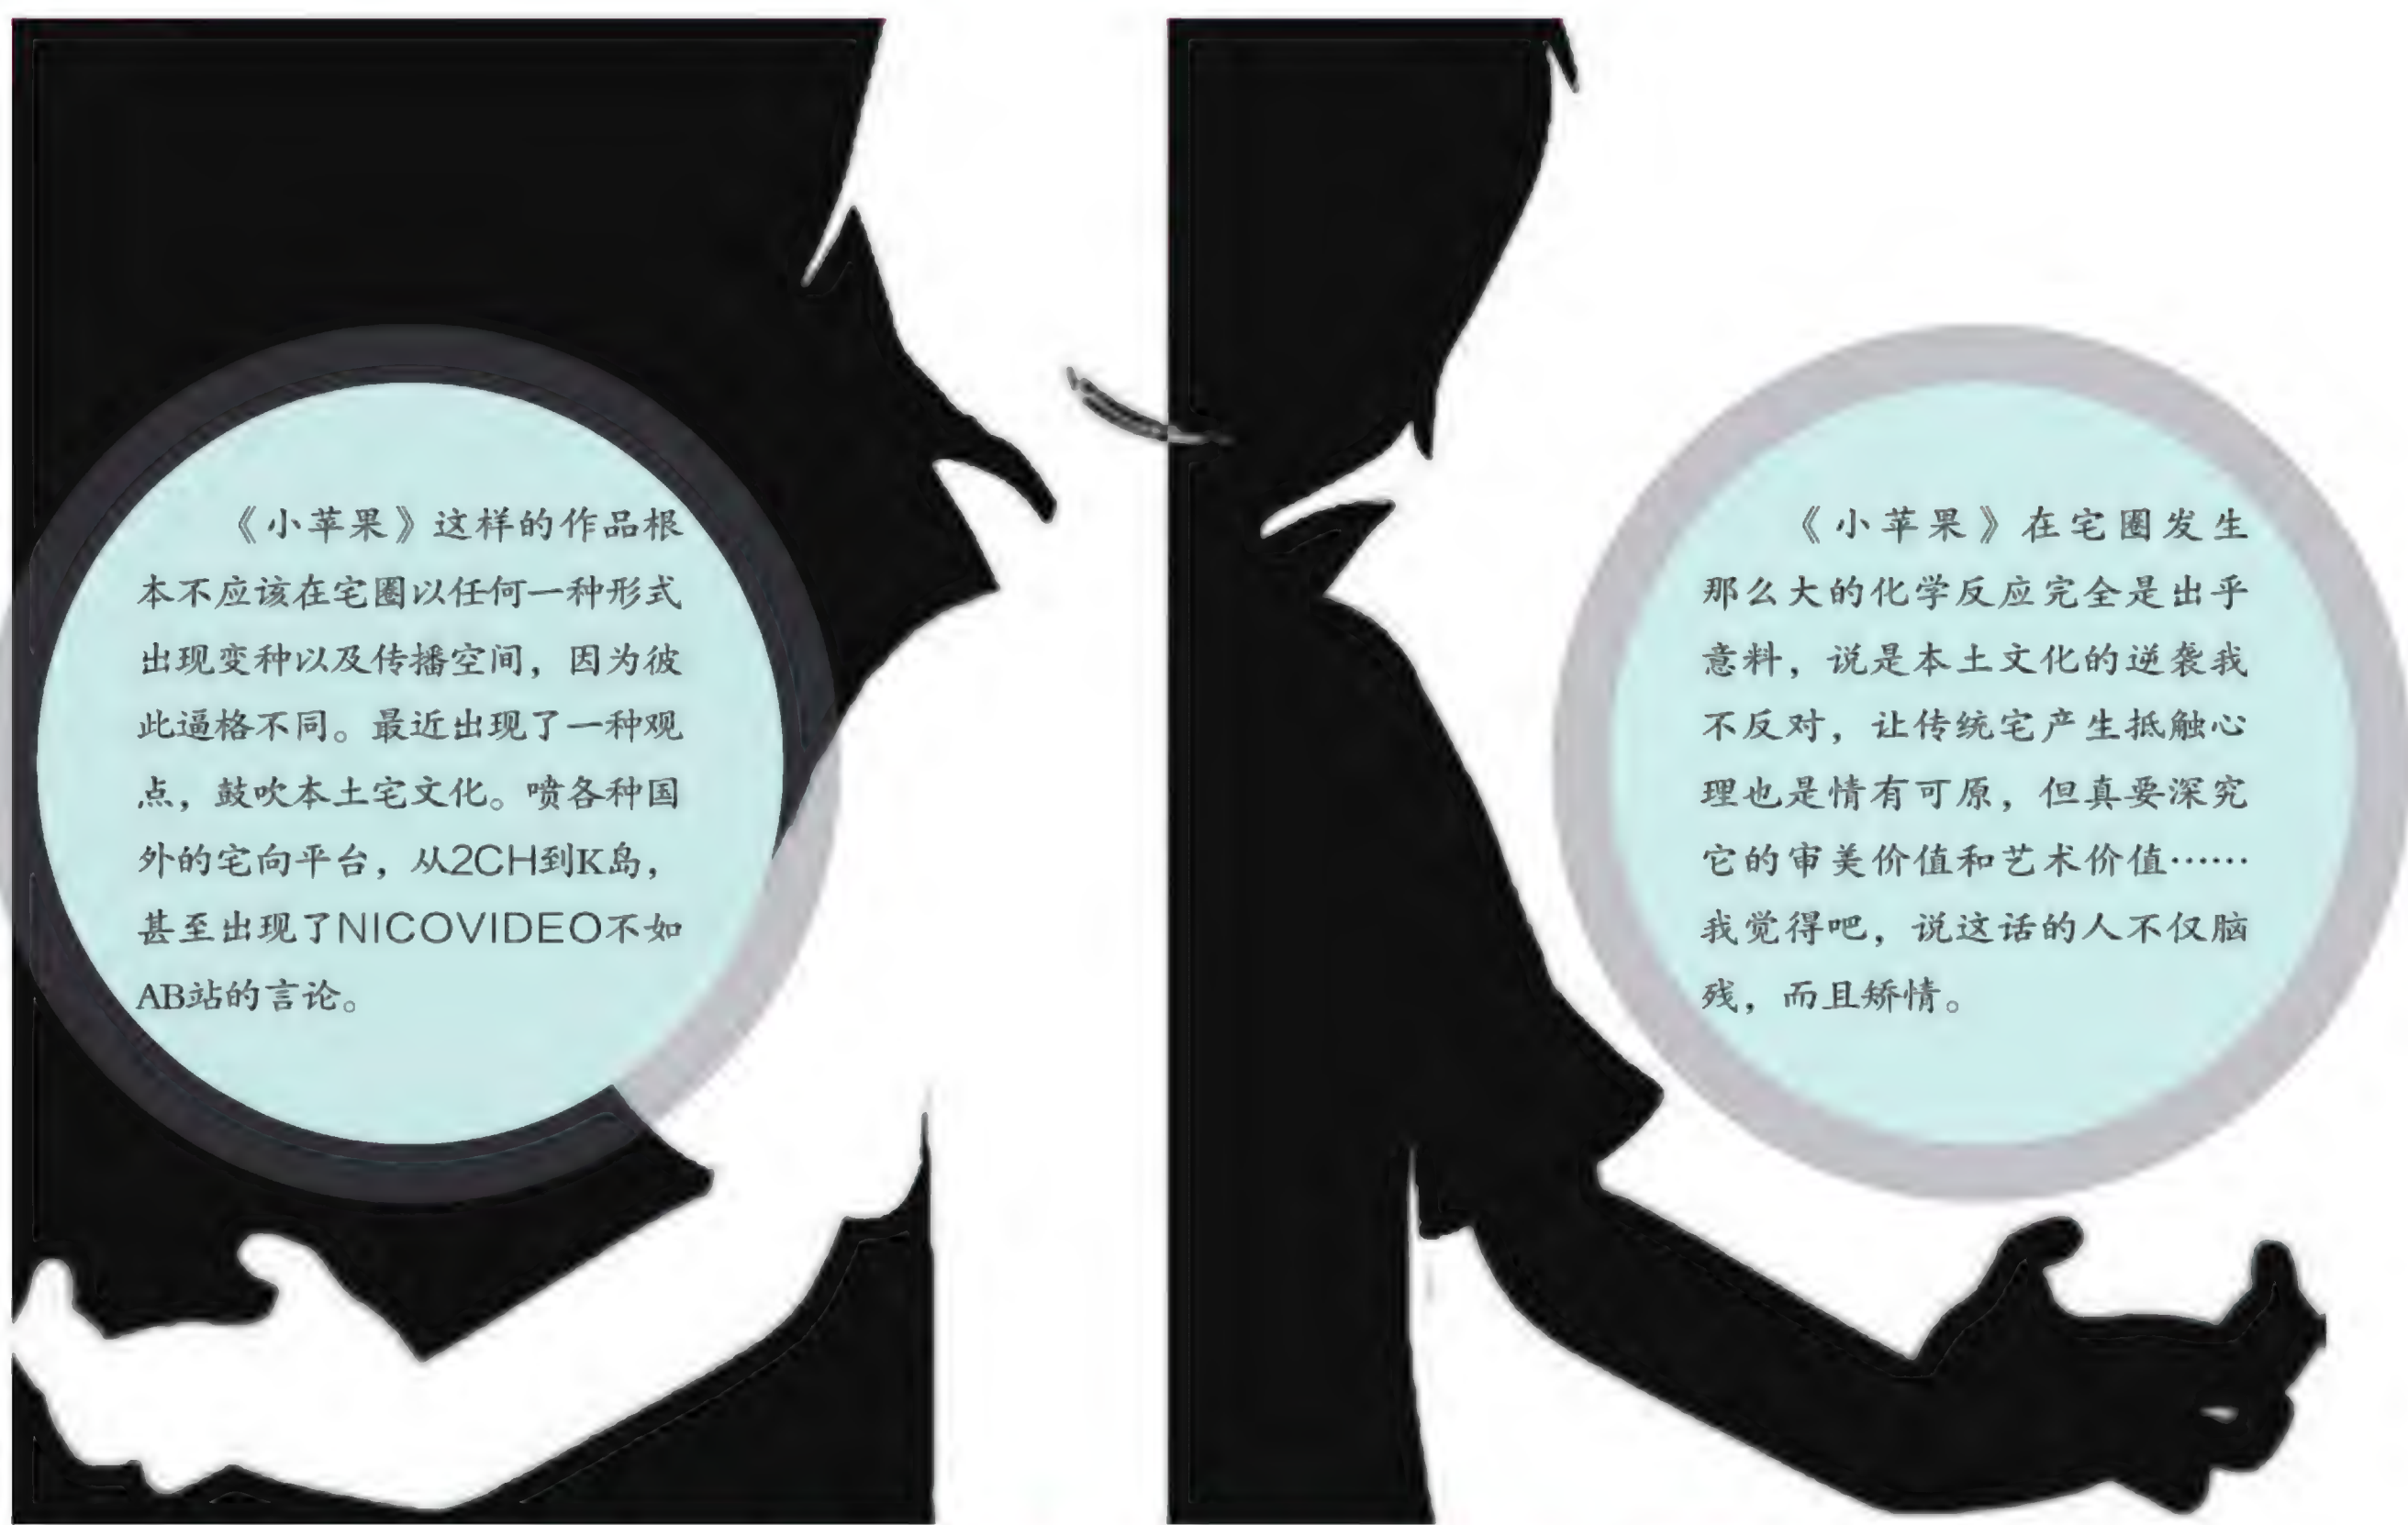 《小苹果》这样的作品根
本不应该在宅圈以任何一种形式
出现变种以及传播空间，因为彼
此逼格不同。最近出现了一种观
点，鼓吹本土宅文化。喷各种国
外的宅向平台，从2CH到K岛，
甚至出现了NICOVIDEO不如
AB站的言论。
《小苹果》在宅圈发生
那么大的化学反应完全是出乎
意料，说是本土文化的逆袭我
不反对，让传统宅产生抵触心
理也是情有可原，但真要深究
它的审美价值和艺术价值……
我觉得吧，说这话的人不仅脑
残，而且矫情。